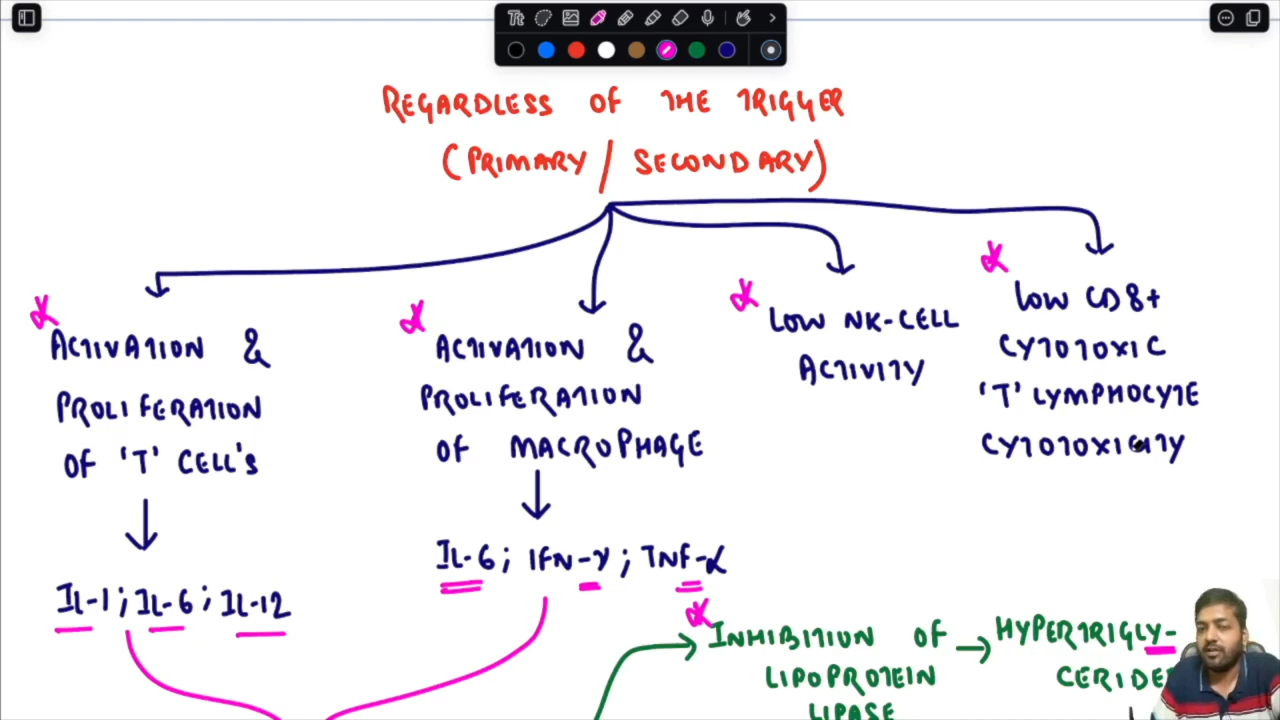 REGARDLESS OF THE TRIGGER
(PRIMARY / SECONDARY)
ACTIVATION &
PROLIFERATION
OF 'T' CELL'S
IL-1; IL-6; IL-12
ACTIVATION &
PROLIFERATION
OF MACROPHAGE
IL-6; IFN-γ; TNF-α
LOW NK-CELL
ACTIVITY
LOW CD8+
CYTOTOXIC
'T' LYMPHOCYTE
CYTOTOXICITY
INHIBITION OF
LIPOPROTEIN
LIPASE
HYPERTRIGLY-
CERIDE